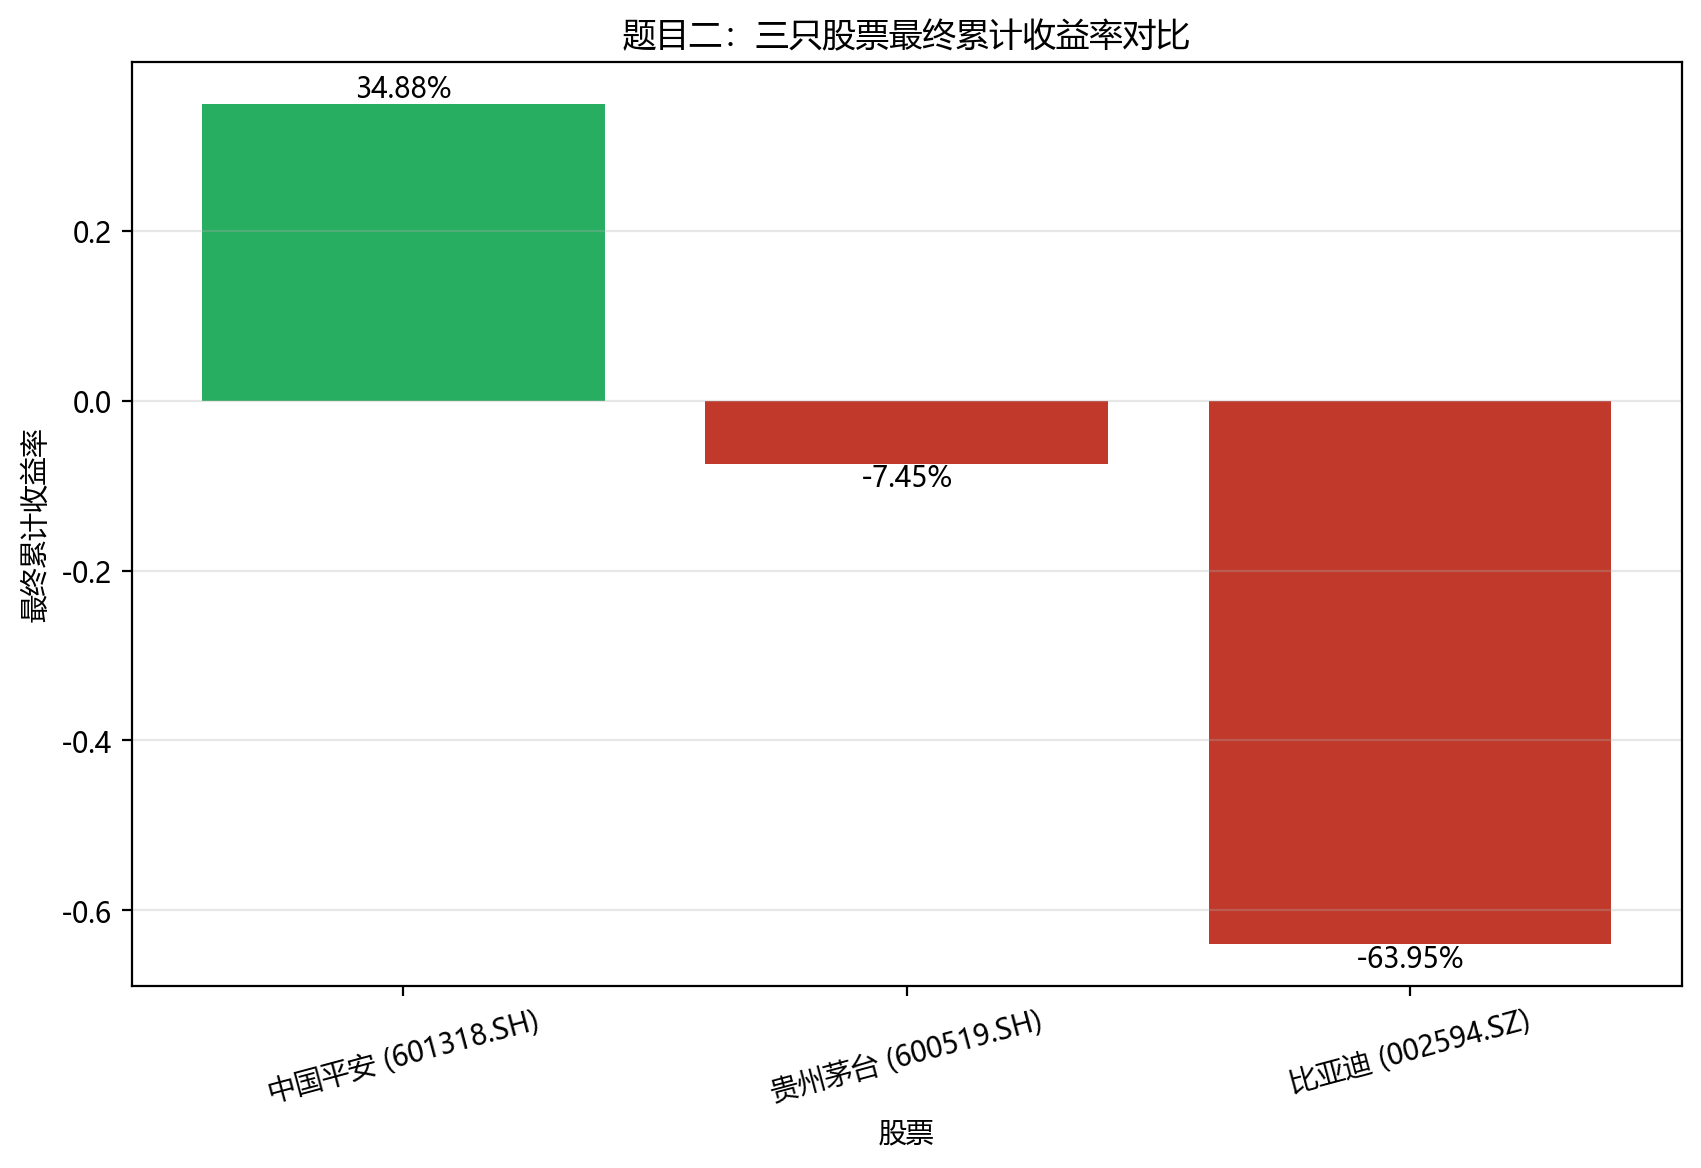 题目二：三只股票最终累计收益率对比
34.88%
-7.45%
-63.95%
0.2
0.0
-0.2
-0.4
-0.6
最终累计收益率
中国平安 (601318.SH)
贵州茅台 (600519.SH)
比亚迪 (002594.SZ)
股票